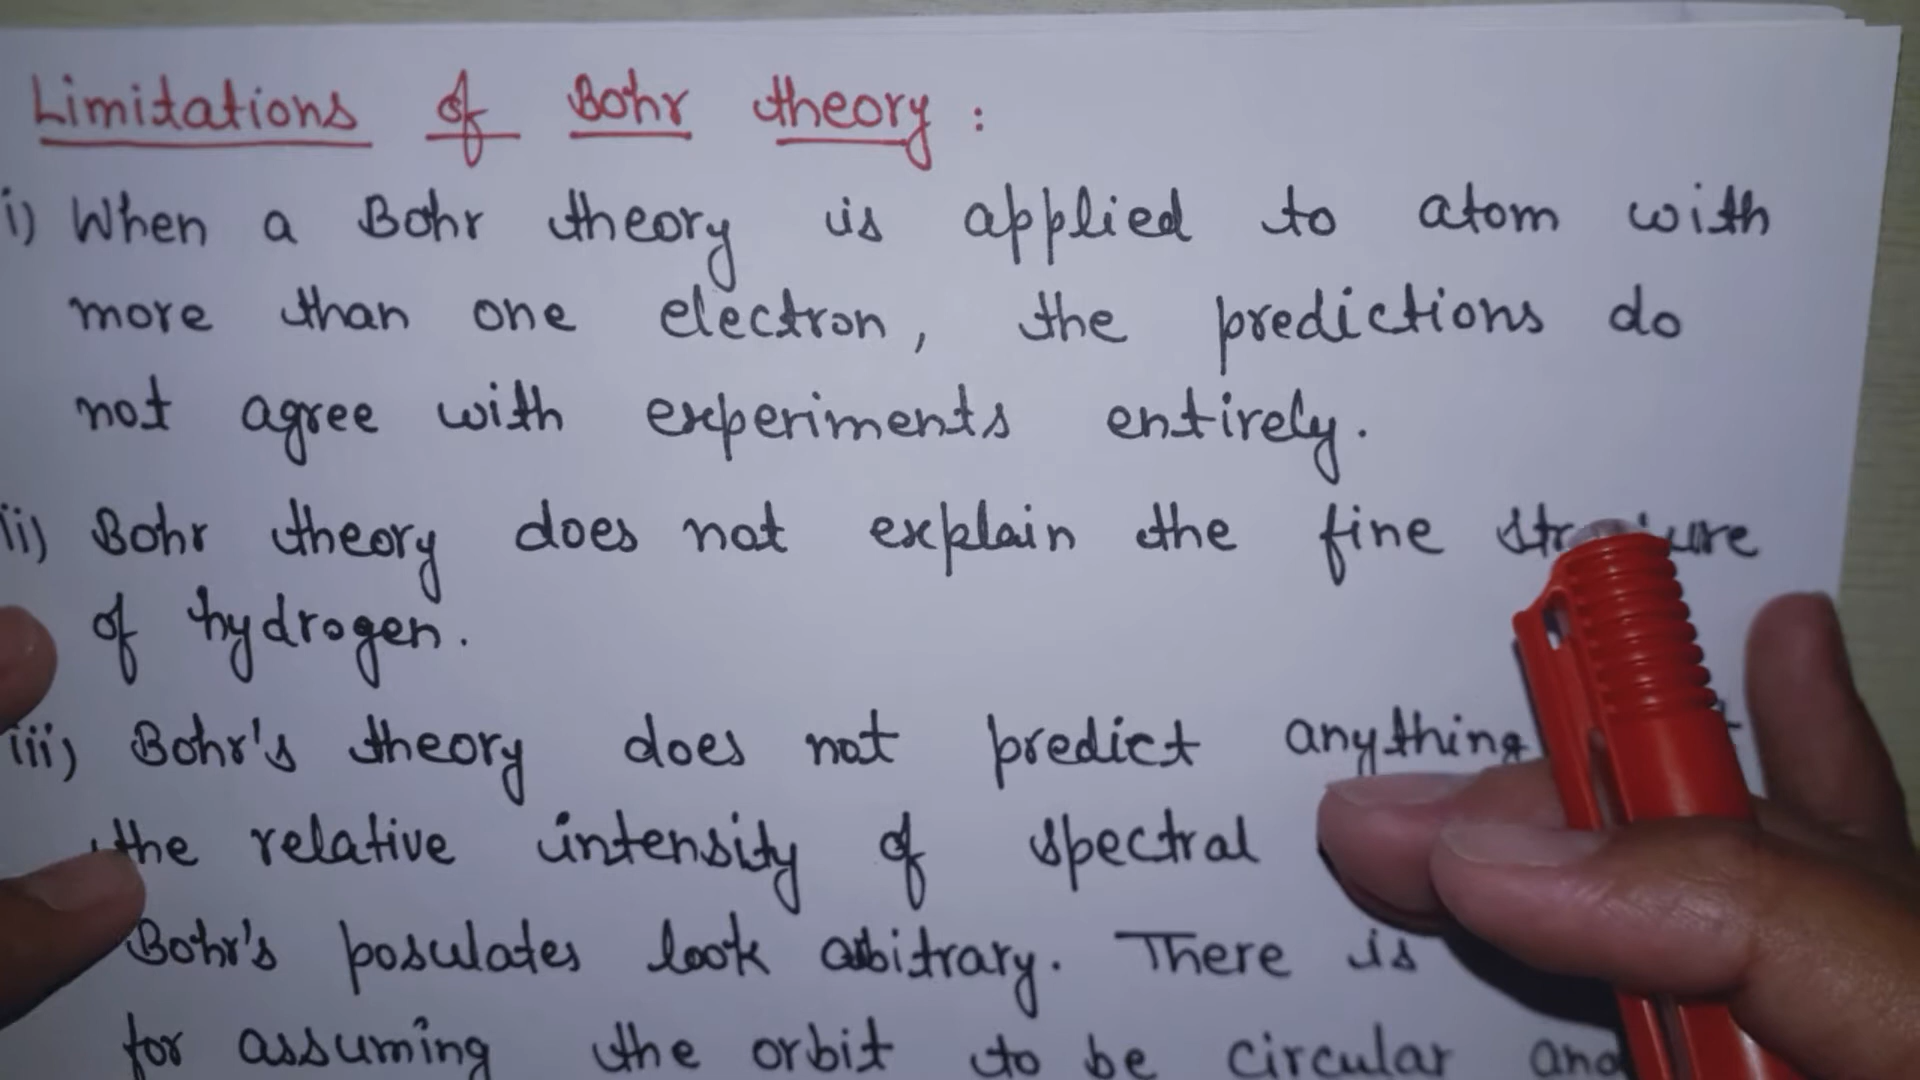 Limitations of Bohr theory :
i) When a Bohr theory is applied to atom with
more than one electron, the predictions do
not agree with experiments entirely.
ii) Bohr theory does not explain the fine
of hydrogen.
iii) Bohr's theory does not predict anything
the relative intensity of spectral
Bohr's posulates look arbitrary. There is
for assuming the orbit to be circular and